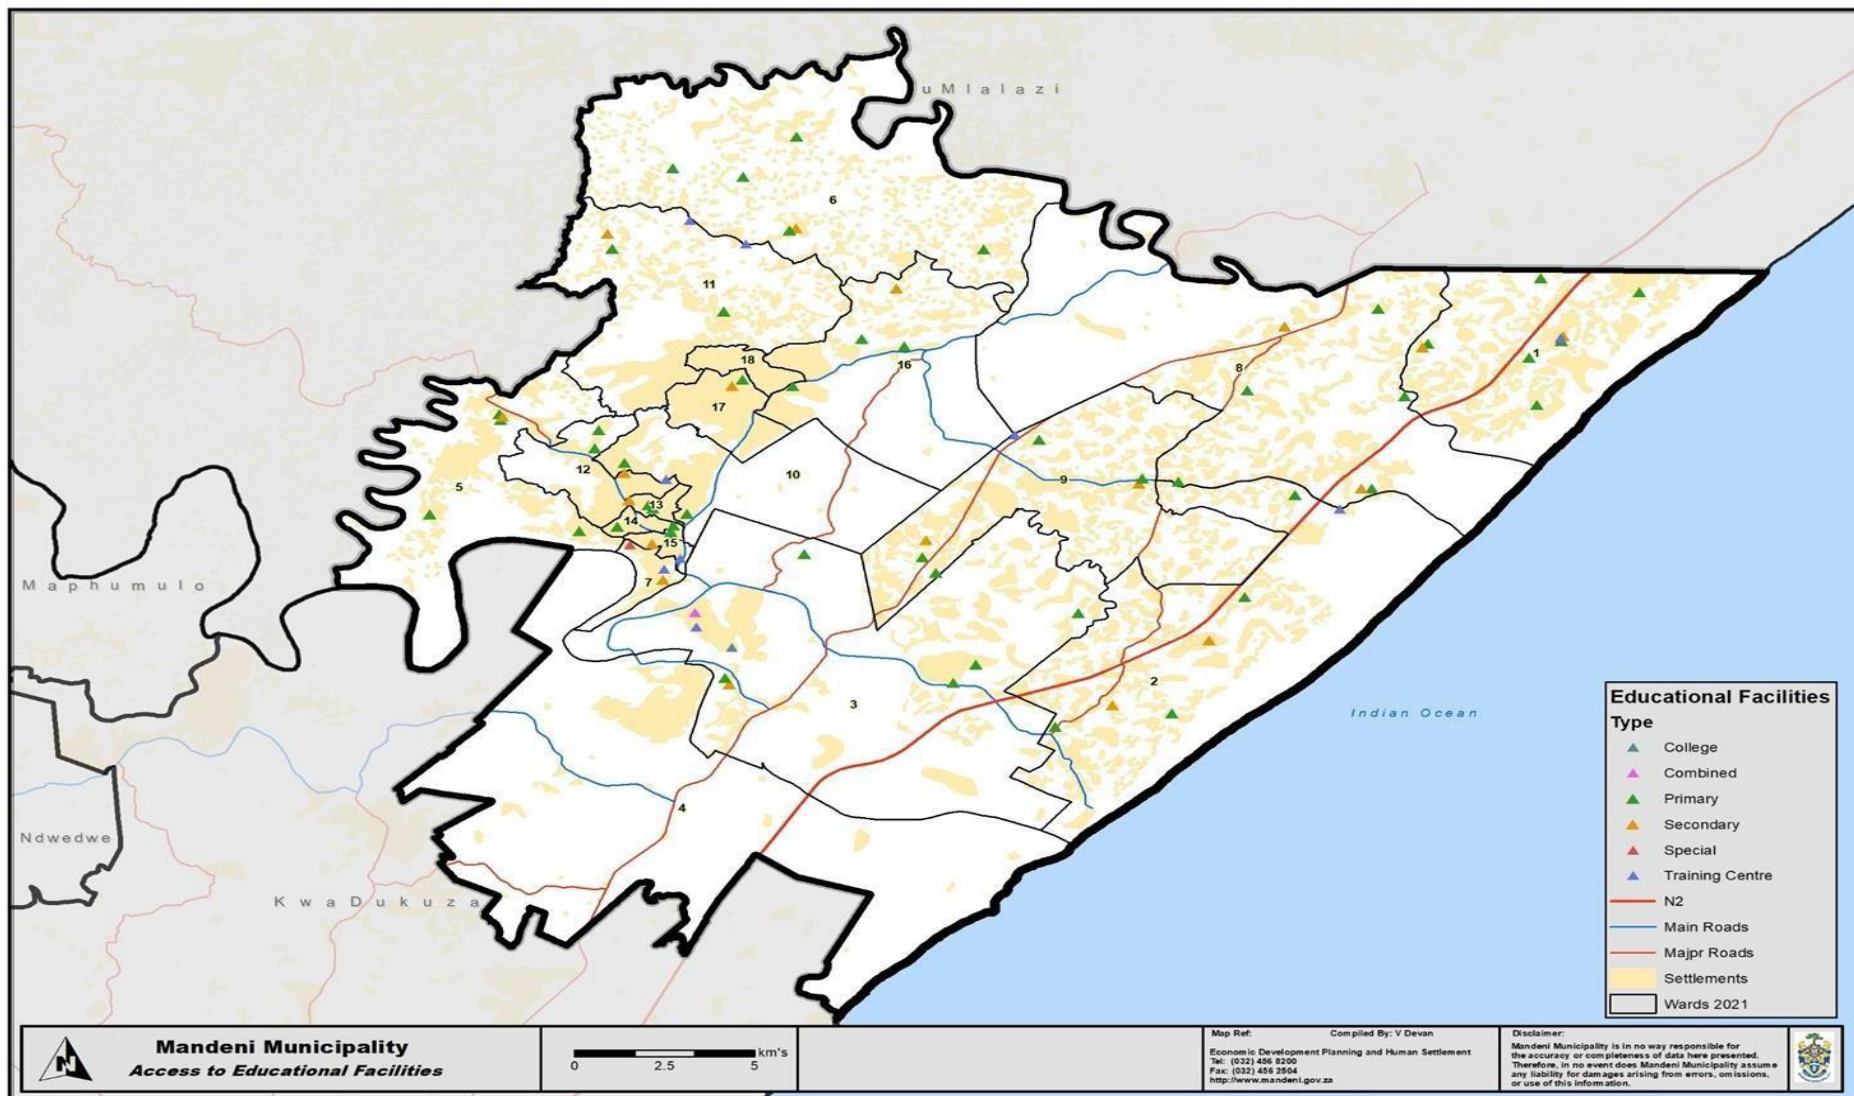 uMlalazi
6
11
18
16
8
1
17
12
10
5
9
13
14
15
7
2
3
4
Maphumulo
Ndwedwe
KwaDukuza
Indian Ocean
Educational Facilities
Type
College
Combined
Primary
Secondary
Special
Training Centre
N2
Main Roads
Majpr Roads
Settlements
Wards 2021
N
Mandeni Municipality
Access to Educational Facilities
km's
0 2.5 5
Map Ref: Compiled By: V Devan
Economic Development Planning and Human Settlement
Tel: (032) 456 8200
Fax: (032) 456 2504
http://www.mandeni.gov.za
Disclaimer:
Mandeni Municipality is in no way responsible for
the accuracy or completeness of data here presented.
Therefore, in no event does Mandeni Municipality assume
any liability for damages arising from errors, omissions,
or use of this information.